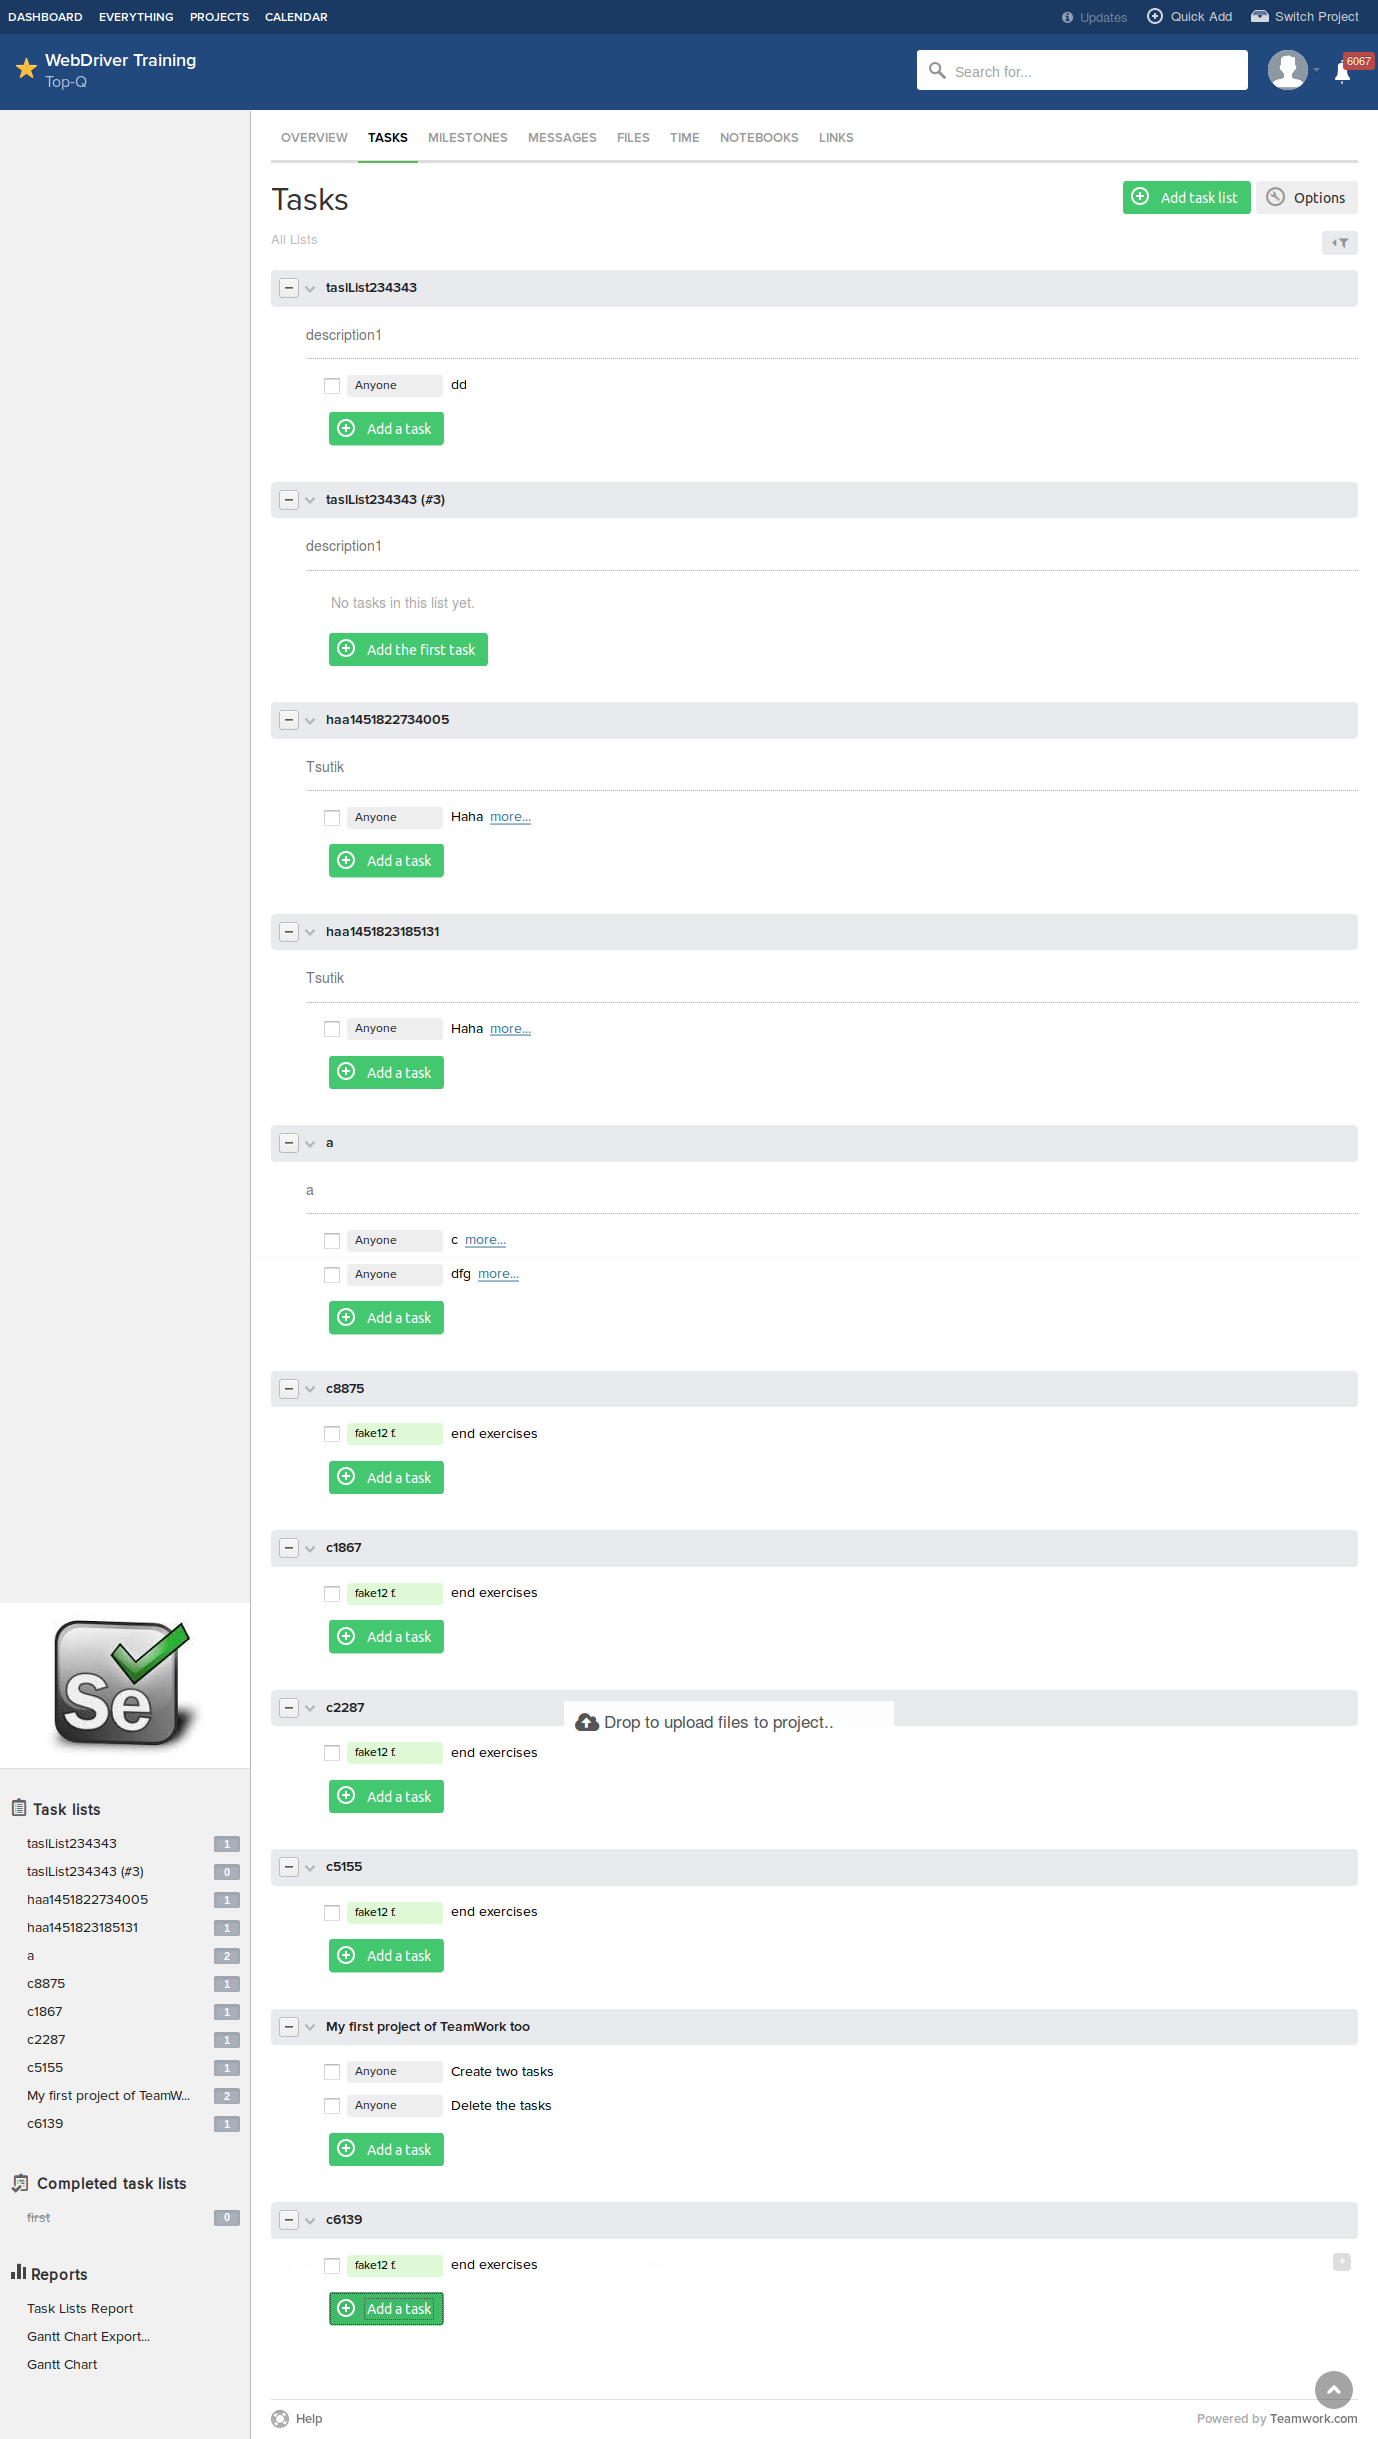 DASHBOARD EVERYTHING PROJECTS CALENDAR Updates Quick Add Switch Project
WebDriver Training
Top-Q
Search for...
6067
OVERVIEW TASKS MILESTONES MESSAGES FILES TIME NOTEBOOKS LINKS
Tasks
Add task list Options
All Lists
taslList234343
description1
Anyone dd
Add a task
taslList234343 (#3)
description1
No tasks in this list yet.
Add the first task
haa1451822734005
Tsutik
Anyone Haha more...
Add a task
haa1451823185131
Tsutik
Anyone Haha more...
Add a task
a
a
Anyone c more...
Anyone dfg more...
Add a task
c8875
fake12 f. end exercises
Add a task
c1867
fake12 f. end exercises
Add a task
c2287
Drop to upload files to project..
fake12 f. end exercises
Add a task
c5155
fake12 f. end exercises
Add a task
My first project of TeamWork too
Anyone Create two tasks
Anyone Delete the tasks
Add a task
c6139
fake12 f. end exercises
Add a task
Se
Task lists
taslList234343 1
taslList234343 (#3) 0
haa1451822734005 1
haa1451823185131 1
a 2
c8875 1
c1867 1
c2287 1
c5155 1
My first project of TeamW... 2
c6139 1
Completed task lists
first 0
Reports
Task Lists Report
Gantt Chart Export...
Gantt Chart
Help
Powered by Teamwork.com